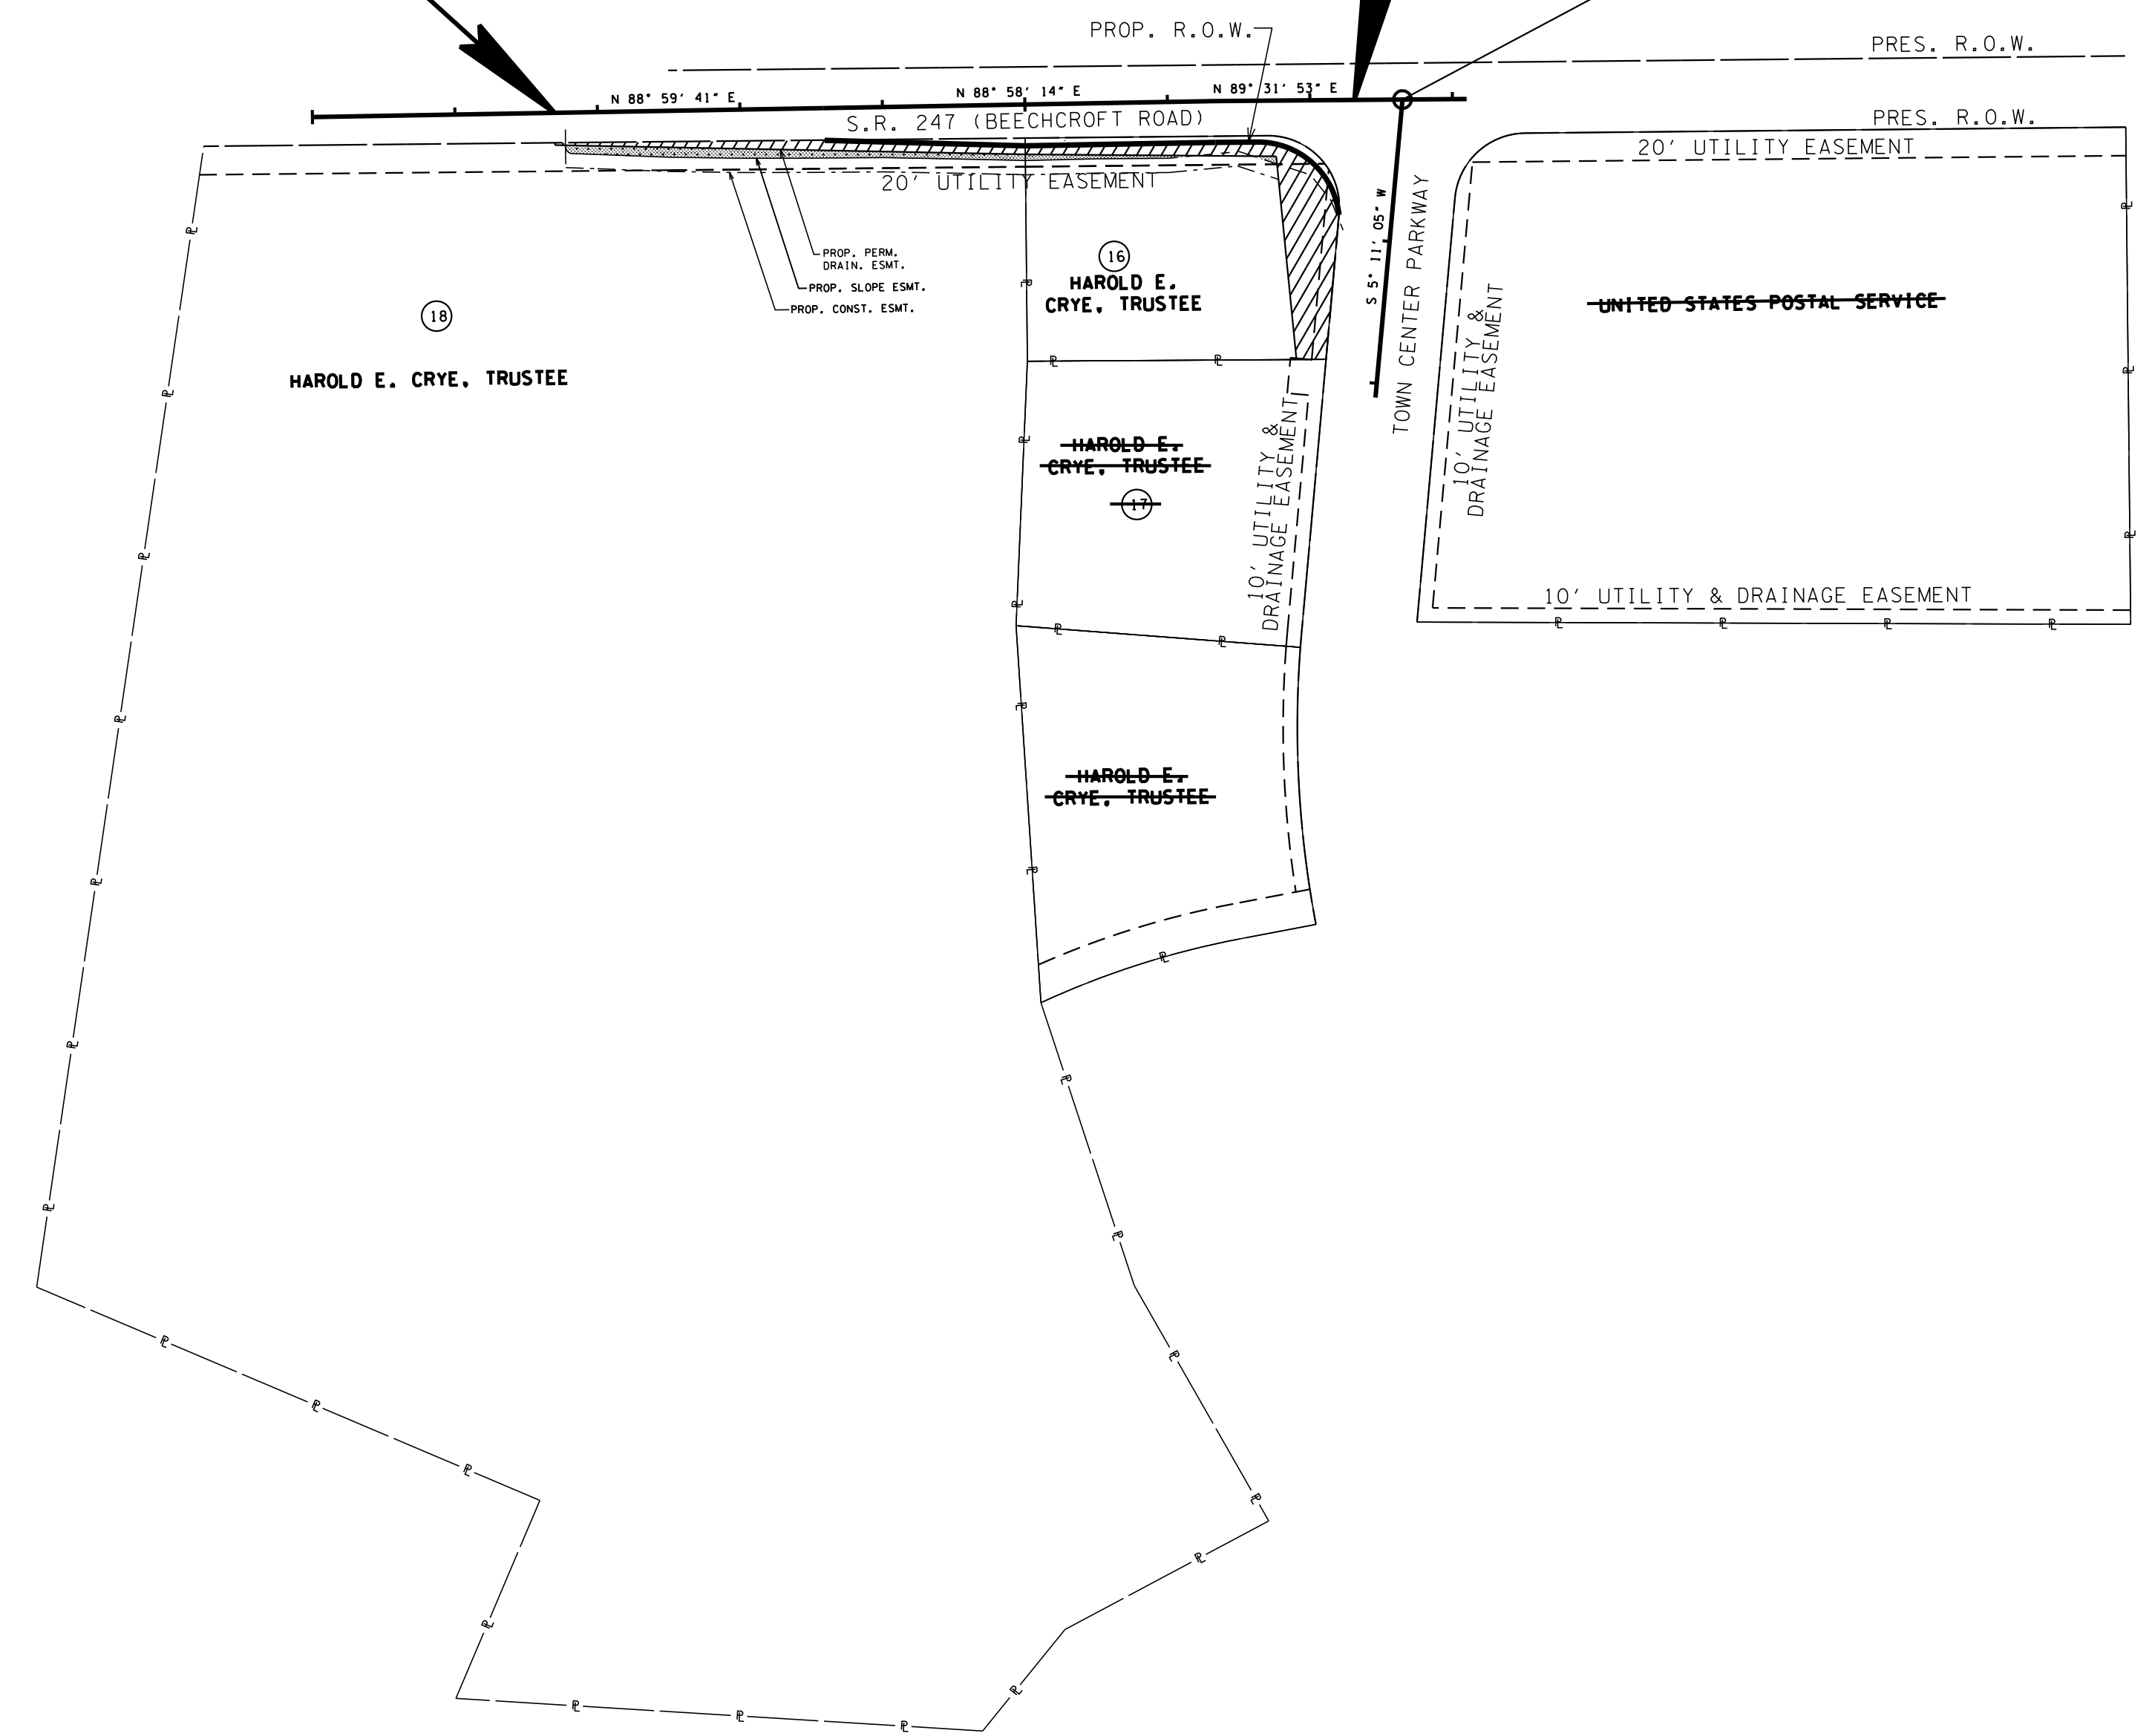 PROP. R.O.W.
PRES. R.O.W.
N 88° 59' 41" E
N 88° 58' 14" E
N 89° 31' 53" E
S.R. 247 (BEECHCROFT ROAD)
PRES. R.O.W.
20' UTILITY EASEMENT
20' UTILITY EASEMENT
S 5° 11' 05" W
TOWN CENTER PARKWAY
PROP. PERM.
DRAIN. ESMT.
PROP. SLOPE ESMT.
PROP. CONST. ESMT.
16
HAROLD E.
CRYE, TRUSTEE
18
HAROLD E. CRYE, TRUSTEE
UNITED STATES POSTAL SERVICE
10' UTILITY &
DRAINAGE EASEMENT
HAROLD E.
CRYE, TRUSTEE
17
10' UTILITY &
DRAINAGE EASEMENT
10' UTILITY & DRAINAGE EASEMENT
HAROLD E.
CRYE, TRUSTEE